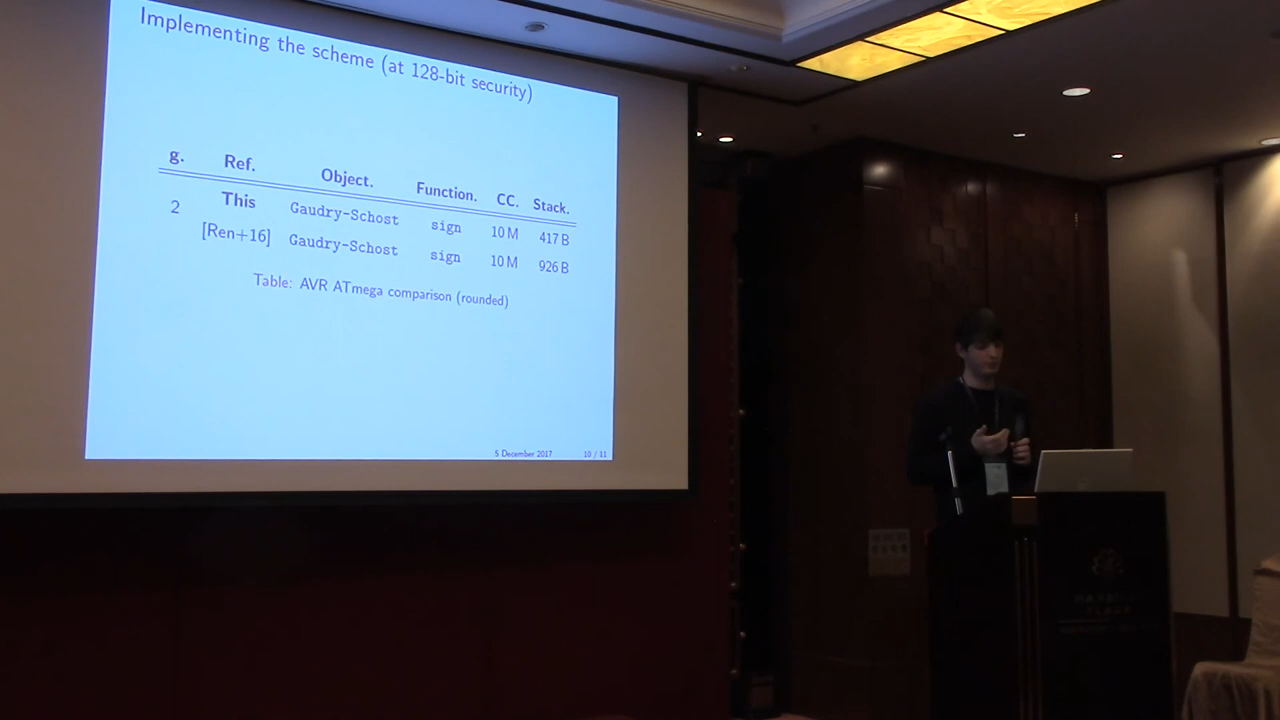 Implementing the scheme (at 128-bit security)
g. Ref. Object. Function. CC. Stack.
2 This Gaudry-Schost sign 10 M 417 B
[Ren+16] Gaudry-Schost sign 10 M 926 B
Table: AVR ATmega comparison (rounded)
5 December 2017 10 / 11